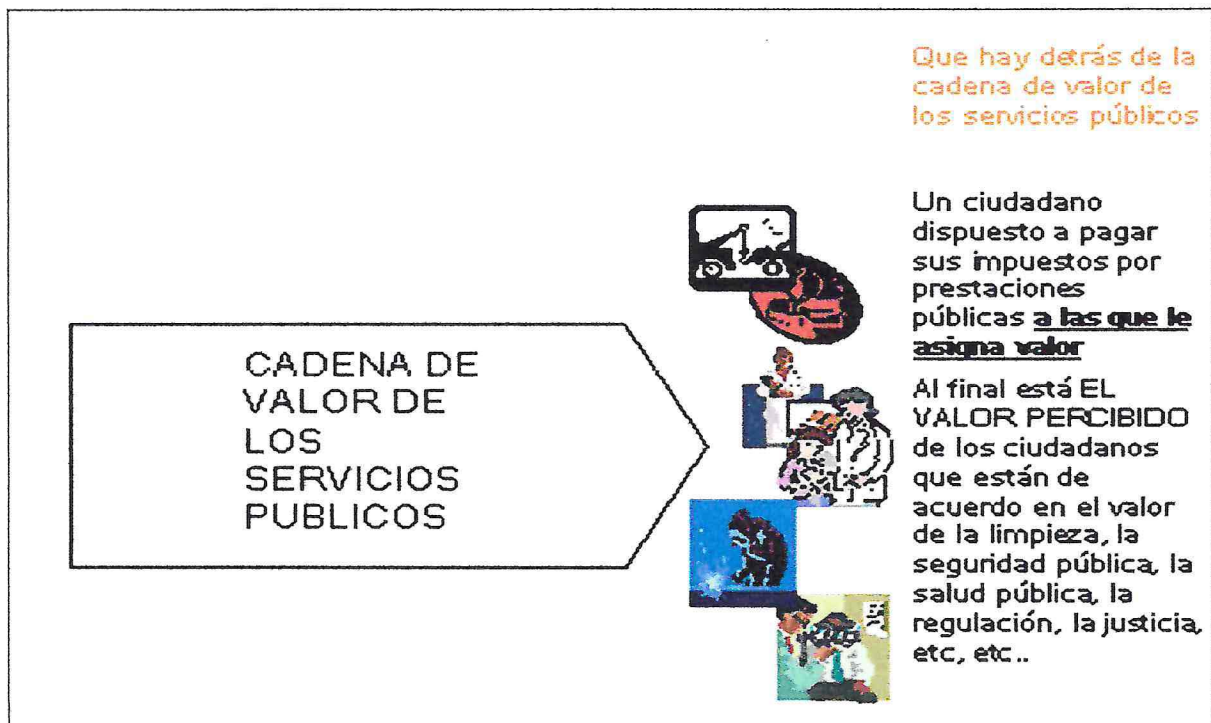 Que hay detrás de la
cadena de valor de
los servicios públicos
Un ciudadano
dispuesto a pagar
sus impuestos por
prestaciones
públicas a las que le
asigna valor
Al final está EL
VALOR PERCIBIDO
de los ciudadanos
que están de
acuerdo en el valor
de la limpieza, la
seguridad pública, la
salud pública, la
regulación, la justicia,
etc, etc..
CADENA DE
VALOR DE
LOS
SERVICIOS
PUBLICOS